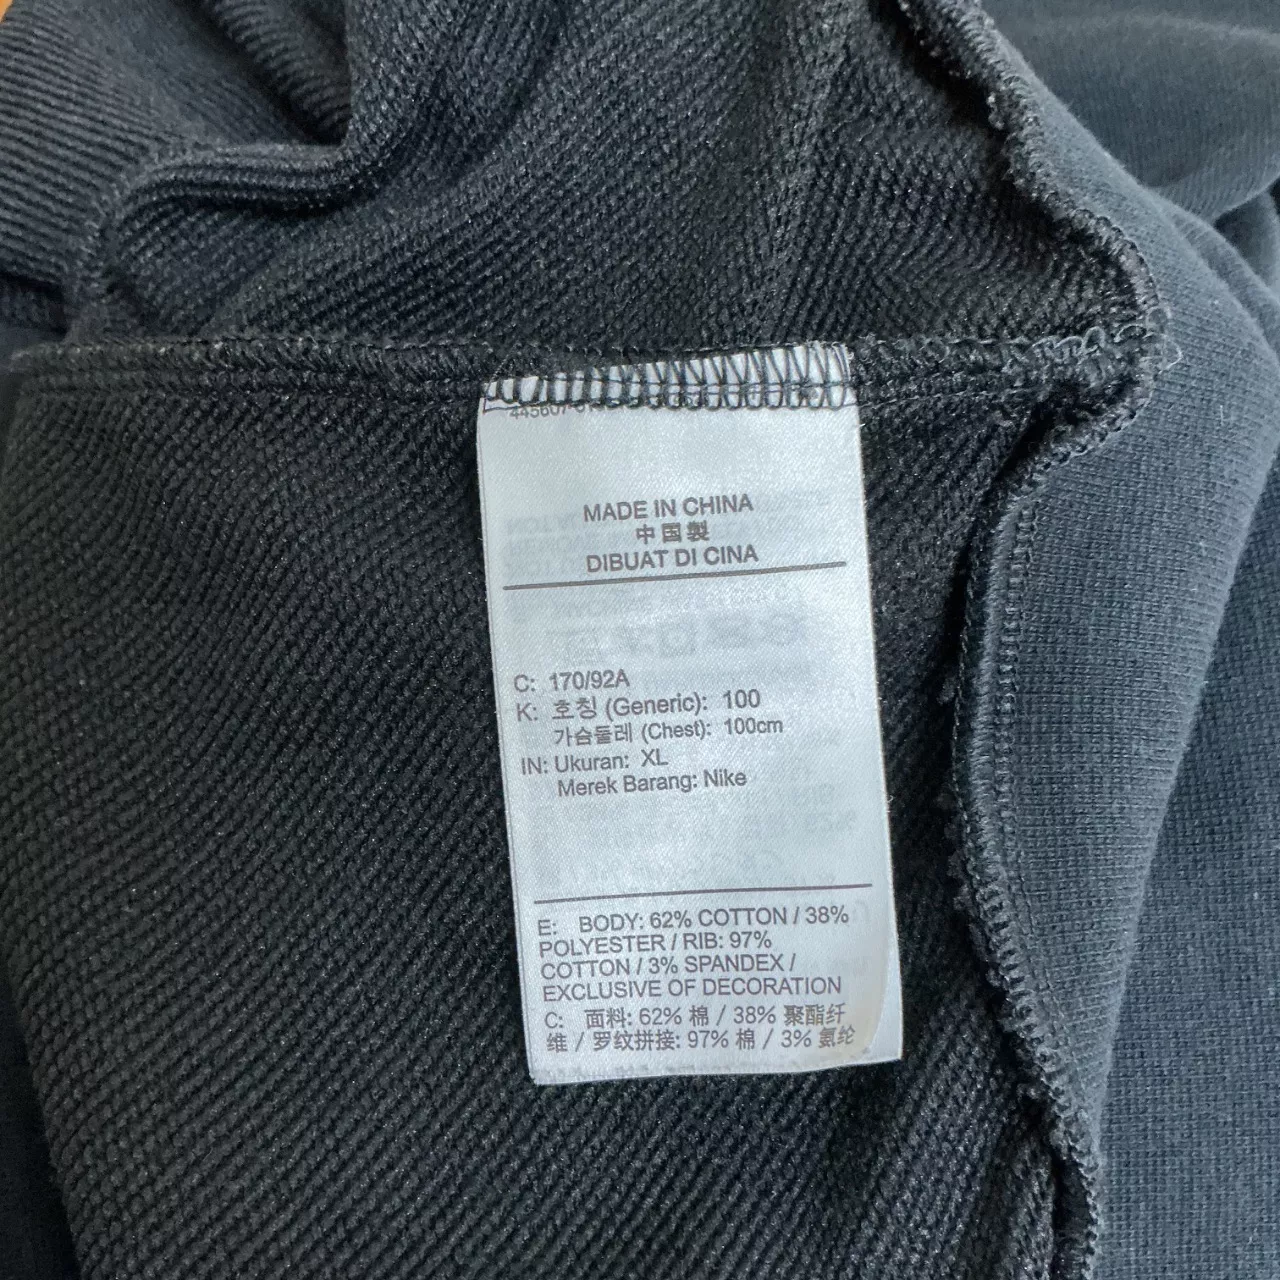 MADE IN CHINA
中国製
DIBUAT DI CINA
C: 170/92A
K: 호칭 (Generic): 100
가슴둘레 (Chest): 100cm
IN: Ukuran: XL
Merek Barang: Nike
E: BODY: 62% COTTON / 38%
POLYESTER / RIB: 97%
COTTON / 3% SPANDEX /
EXCLUSIVE OF DECORATION
C: 面料: 62% 棉 / 38% 聚酯纤
维 / 罗纹拼接: 97% 棉 / 3% 氨纶